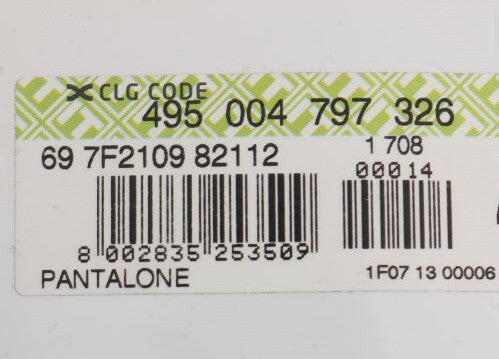 CLG CODE
495 004 797 326
69 7F2109 82112
1 708
00014
8 002835 253509
PANTALONE
1F07 13 00006